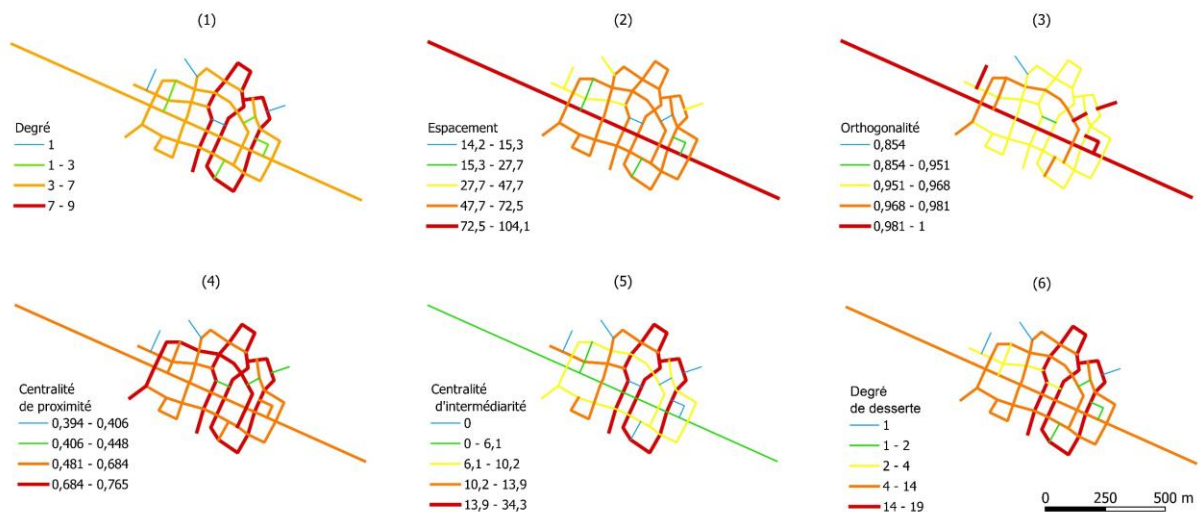 (1)
Degré
1
1 - 3
3 - 7
7 - 9
(2)
Espacement
14,2 - 15,3
15,3 - 27,7
27,7 - 47,7
47,7 - 72,5
72,5 - 104,1
(3)
Orthogonalité
0,854
0,854 - 0,951
0,951 - 0,968
0,968 - 0,981
0,981 - 1
(4)
Centralité
de proximité
0,394 - 0,406
0,406 - 0,448
0,481 - 0,684
0,684 - 0,765
(5)
Centralité
d'intermédiarité
0
0 - 6,1
6,1 - 10,2
10,2 - 13,9
13,9 - 34,3
(6)
Degré
de desserte
1
1 - 2
2 - 4
4 - 14
14 - 19
0 250 500 m